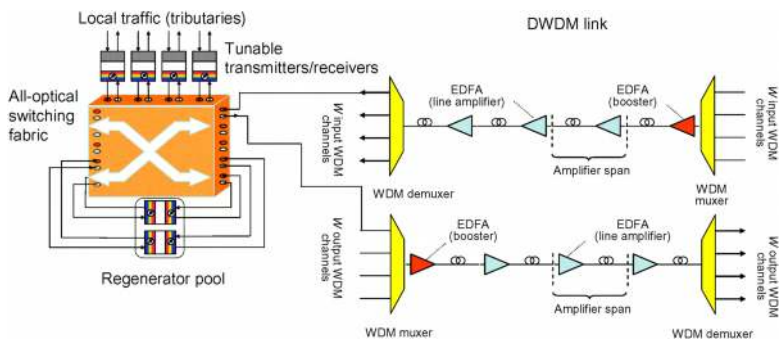 Local traffic (tributaries)
DWDM link
Tunable
transmitters/receivers
All-optical
switching
fabric
Regenerator pool
W input WDM
channels
EDFA
(line amplifier)
EDFA
(booster)
W input WDM
channels
Amplifier span
WDM demuxer
WDM
muxer
W output WDM
channels
EDFA
(booster)
EDFA
(line amplifier)
W output WDM
channels
Amplifier span
WDM muxer
WDM demuxer